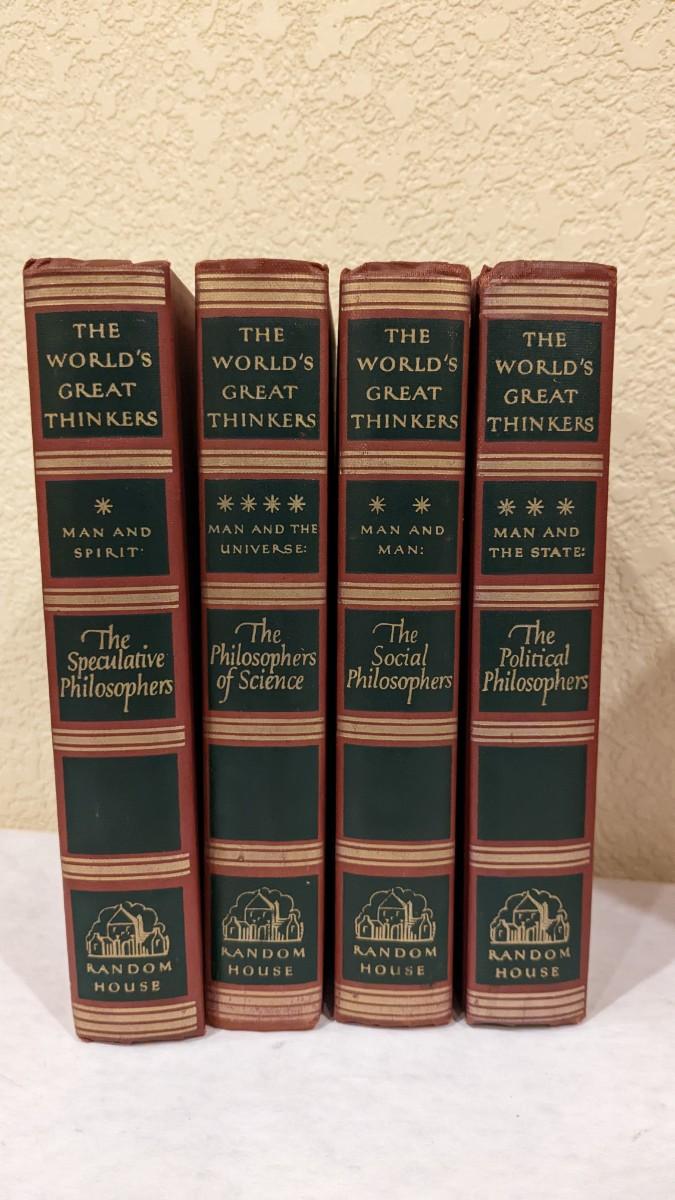 THE
WORLD'S
GREAT
THINKERS
*
MAN AND
SPIRIT:
The
Speculative
Philosophers
RANDOM
HOUSE
THE
WORLD'S
GREAT
THINKERS
* * * *
MAN AND THE
UNIVERSE:
The
Philosophers
of Science
RANDOM
HOUSE
THE
WORLD'S
GREAT
THINKERS
* *
MAN AND
MAN:
The
Social
Philosophers
RANDOM
HOUSE
THE
WORLD'S
GREAT
THINKERS
* * *
MAN AND
THE STATE:
The
Political
Philosophers
RANDOM
HOUSE